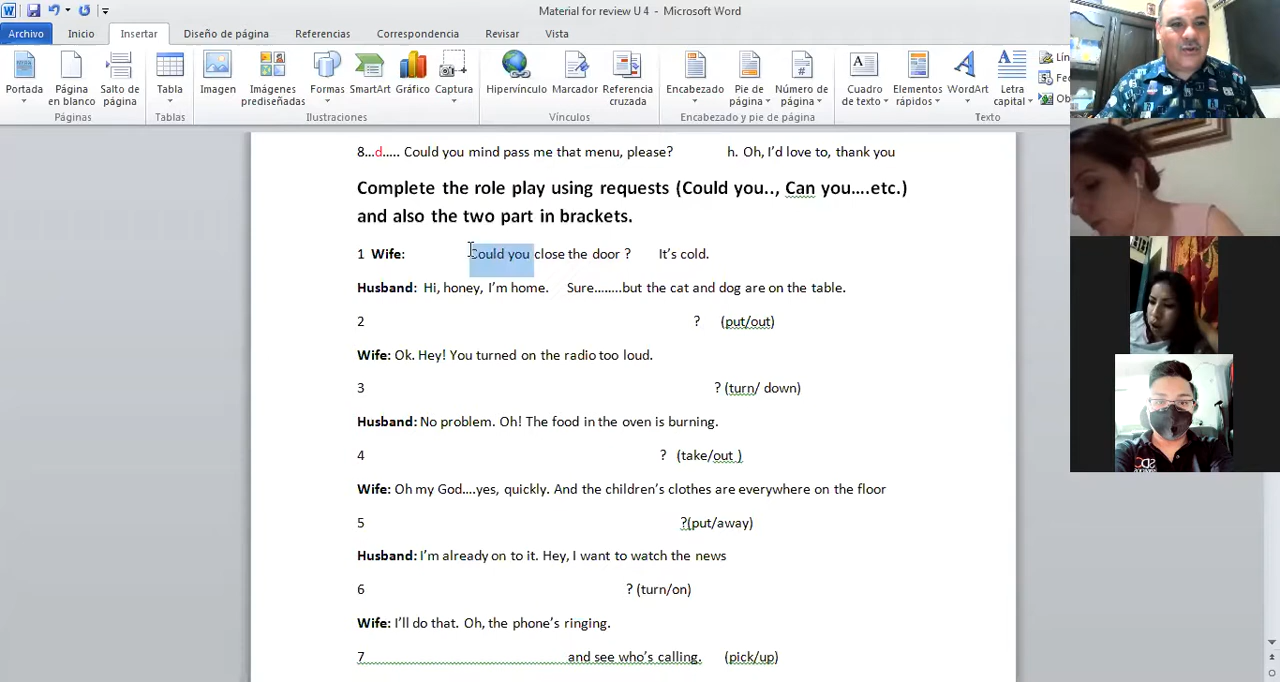 Material for review U 4 - Microsoft Word
Archivo Inicio Insertar Diseño de página Referencias Correspondencia Revisar Vista
Portada Página en blanco Salto de página Tabla Imagen Imágenes prediseñadas Formas SmartArt Gráfico Captura Hipervínculo Marcador Referencia cruzada Encabezado Pie de página Número de página Cuadro de texto Elementos rápidos WordArt Letra capital
Páginas Tablas Ilustraciones Vínculos Encabezado y pie de página Texto
8...d..... Could you mind pass me that menu, please? h. Oh, I'd love to, thank you
Complete the role play using requests (Could you.., Can you....etc.)
and also the two part in brackets.
1 Wife: Could you close the door ? It's cold.
Husband: Hi, honey, I'm home. Sure........but the cat and dog are on the table.
2 ? (put/out)
Wife: Ok. Hey! You turned on the radio too loud.
3 ? (turn/ down)
Husband: No problem. Oh! The food in the oven is burning.
4 ? (take/out )
Wife: Oh my God....yes, quickly. And the children's clothes are everywhere on the floor
5 ?(put/away)
Husband: I'm already on to it. Hey, I want to watch the news
6 ? (turn/on)
Wife: I'll do that. Oh, the phone's ringing.
7 and see who's calling. (pick/up)
SDC